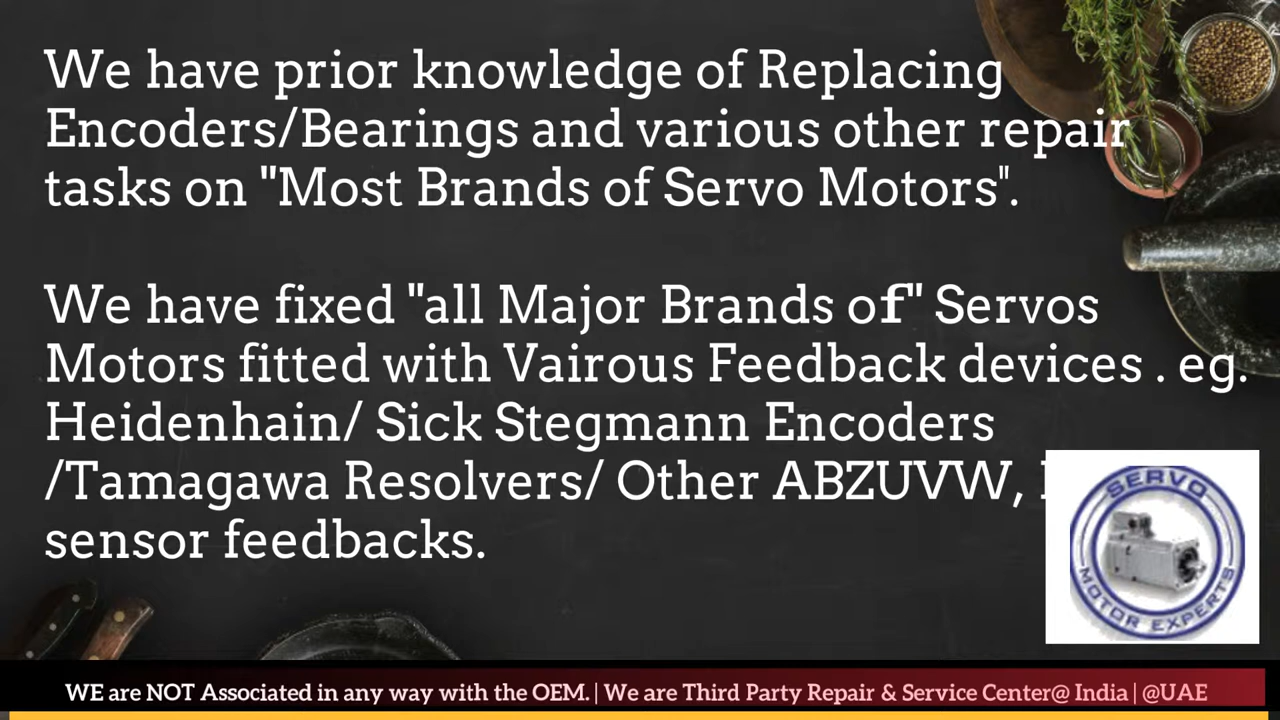 We have prior knowledge of Replacing
Encoders/Bearings and various other repair
tasks on "Most Brands of Servo Motors".
We have fixed "all Major Brands of" Servos
Motors fitted with Vairous Feedback devices . eg.
Heidenhain/ Sick Stegmann Encoders
/Tamagawa Resolvers/ Other ABZUVW,
sensor feedbacks.
SERVO
MOTOR EXPERTS
WE are NOT Associated in any way with the OEM. | We are Third Party Repair & Service Center@ India | @UAE